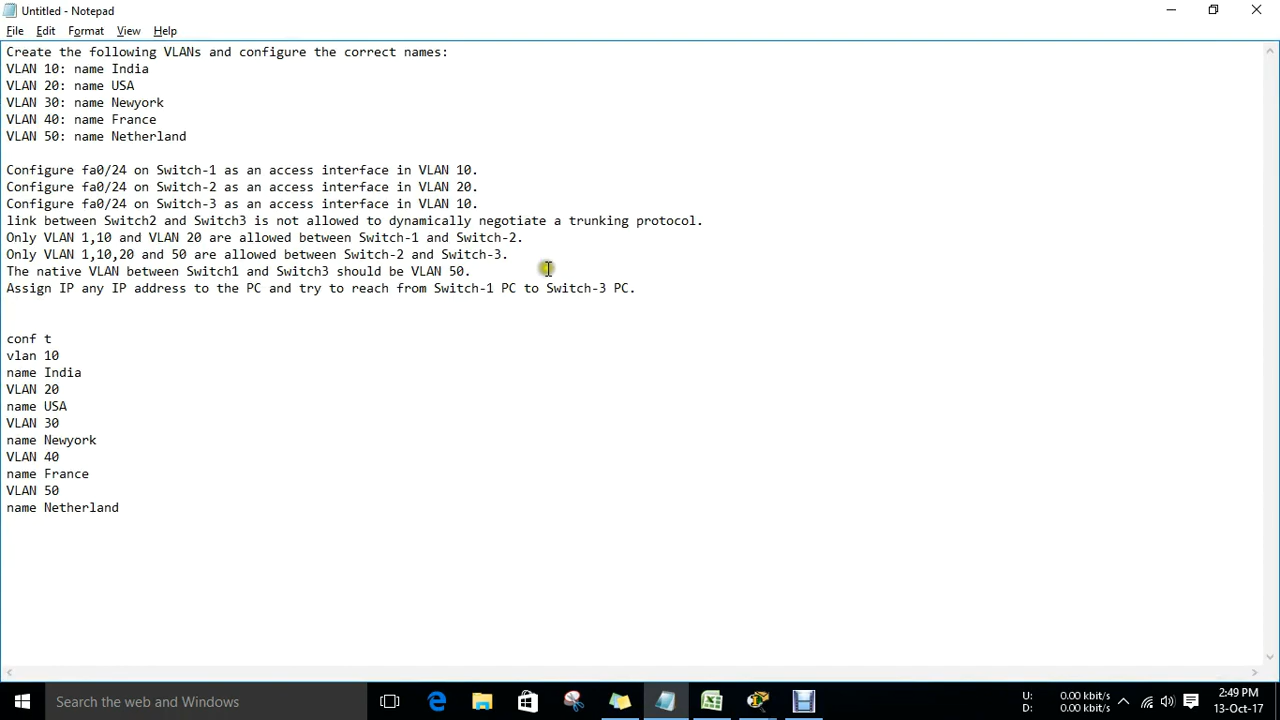 Untitled - Notepad
File Edit Format View Help
Create the following VLANs and configure the correct names:
VLAN 10: name India
VLAN 20: name USA
VLAN 30: name Newyork
VLAN 40: name France
VLAN 50: name Netherland
Configure fa0/24 on Switch-1 as an access interface in VLAN 10.
Configure fa0/24 on Switch-2 as an access interface in VLAN 20.
Configure fa0/24 on Switch-3 as an access interface in VLAN 10.
link between Switch2 and Switch3 is not allowed to dynamically negotiate a trunking protocol.
Only VLAN 1,10 and VLAN 20 are allowed between Switch-1 and Switch-2.
Only VLAN 1,10,20 and 50 are allowed between Switch-2 and Switch-3.
The native VLAN between Switch1 and Switch3 should be VLAN 50.
Assign IP any IP address to the PC and try to reach from Switch-1 PC to Switch-3 PC.
conf t
vlan 10
name India
VLAN 20
name USA
VLAN 30
name Newyork
VLAN 40
name France
VLAN 50
name Netherland
Search the web and Windows
U: 0.00 kbit/s
D: 0.00 kbit/s
2:49 PM
13-Oct-17